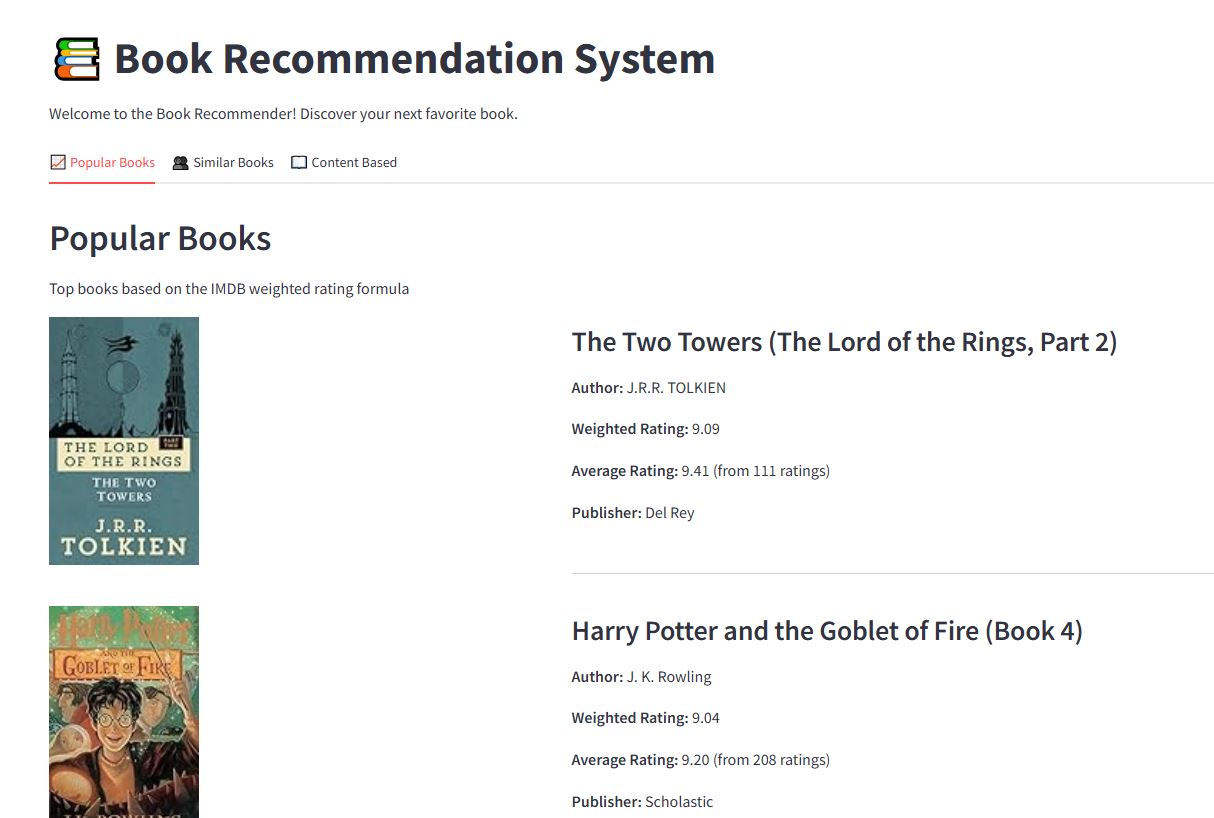 Book Recommendation System
Welcome to the Book Recommender! Discover your next favorite book.
Popular Books
Similar Books
Content Based
Popular Books
Top books based on the IMDB weighted rating formula
THE LORD
PART TWO
OF THE RINGS
THE TWO
TOWERS
J.R.R.
TOLKIEN
The Two Towers (The Lord of the Rings, Part 2)
Author: J.R.R. TOLKIEN
Weighted Rating: 9.09
Average Rating: 9.41 (from 111 ratings)
Publisher: Del Rey
Harry Potter
AND THE
GOBLET OF FIRE
Harry Potter and the Goblet of Fire (Book 4)
Author: J. K. Rowling
Weighted Rating: 9.04
Average Rating: 9.20 (from 208 ratings)
Publisher: Scholastic